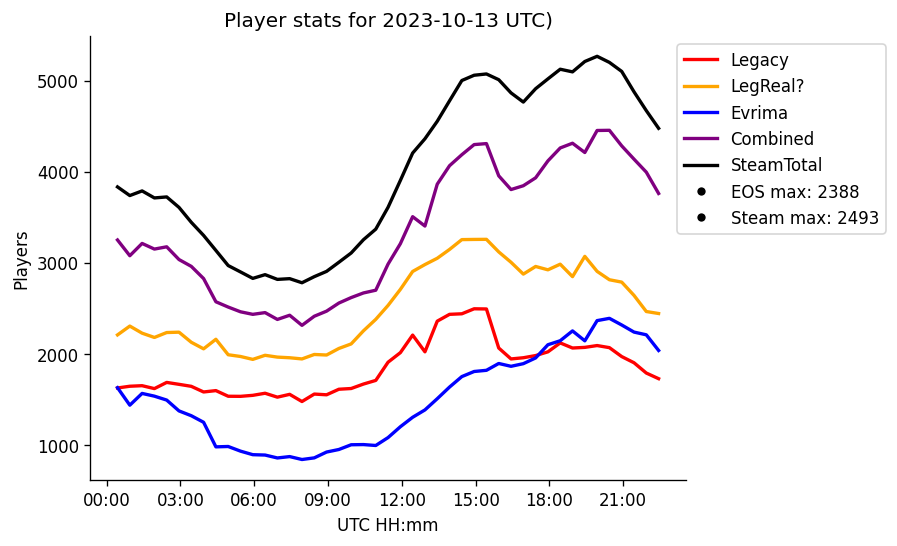 Player stats for 2023-10-13 UTC)
Legacy
LegReal?
Evrima
Combined
SteamTotal
EOS max: 2388
Steam max: 2493
Players
5000
4000
3000
2000
1000
00:00 03:00 06:00 09:00 12:00 15:00 18:00 21:00
UTC HH:mm